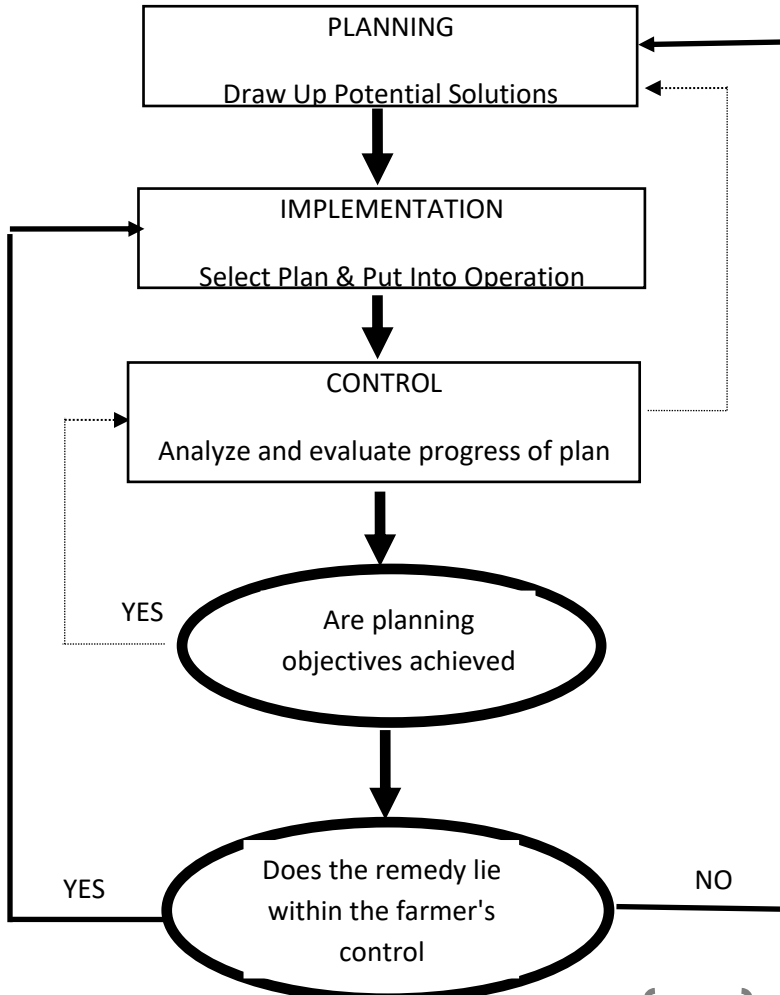 PLANNING
Draw Up Potential Solutions
IMPLEMENTATION
Select Plan & Put Into Operation
CONTROL
Analyze and evaluate progress of plan
YES
Are planning
objectives achieved
YES
Does the remedy lie
within the farmer's
control
NO